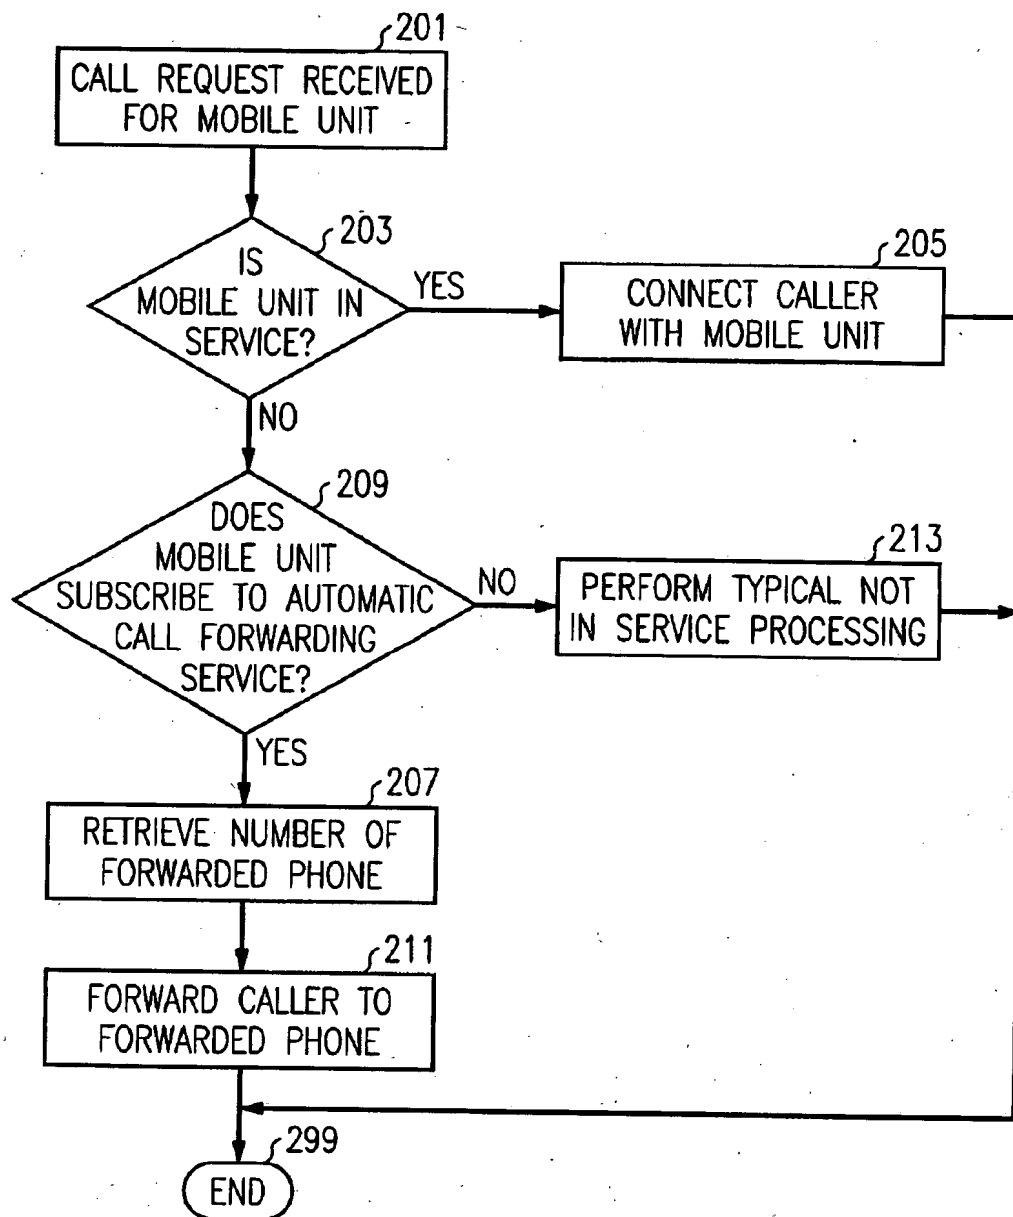 201
CALL REQUEST RECEIVED
FOR MOBILE UNIT
203
IS
MOBILE UNIT IN
SERVICE?
YES
205
CONNECT CALLER
WITH MOBILE UNIT
NO
209
DOES
MOBILE UNIT
SUBSCRIBE TO AUTOMATIC
CALL FORWARDING
SERVICE?
NO
213
PERFORM TYPICAL NOT
IN SERVICE PROCESSING
YES
207
RETRIEVE NUMBER OF
FORWARDED PHONE
211
FORWARD CALLER TO
FORWARDED PHONE
299
END